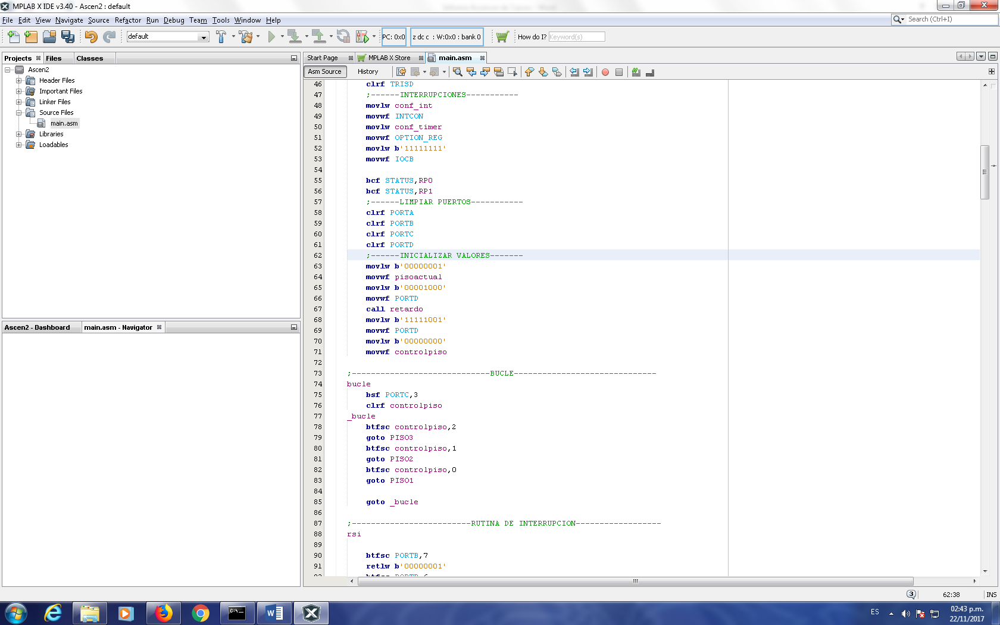 MPLAB X IDE v3.40 - Ascen2 : default
File Edit View Navigate Source Refactor Run Debug Team Tools Window Help
Search (Ctrl+I)
default
PC: 0x0
z dc c : W:0x0 : bank 0
How do I? Keyword(s)
Projects Files Classes
Ascen2
Header Files
Important Files
Linker Files
Source Files
main.asm
Libraries
Loadables
Ascen2 - Dashboard main.asm - Navigator
Start Page MPLAB X Store main.asm
Asm Source History
46 clrf TRISD
47 ;------INTERRUPCIONES-----------
48 movlw conf_int
49 movwf INTCON
50 movlw conf_timer
51 movwf OPTION_REG
52 movlw b'11111111'
53 movwf IOCB
54
55 bcf STATUS,RP0
56 bcf STATUS,RP1
57 ;------LIMPIAR PUERTOS-----------
58 clrf PORTA
59 clrf PORTB
60 clrf PORTC
61 clrf PORTD
62 ;------INICIALIZAR VALORES-------
63 movlw b'00000001'
64 movwf pisoactual
65 movlw b'00001000'
66 movwf PORTD
67 call retardo
68 movlw b'11111001'
69 movwf PORTD
70 movlw b'00000000'
71 movwf controlpiso
72
73 ;-----------------------------BUCLE------------------------------
74 bucle
75 bsf PORTC,3
76 clrf controlpiso
77 _bucle
78 btfsc controlpiso,2
79 goto PISO3
80 btfsc controlpiso,1
81 goto PISO2
82 btfsc controlpiso,0
83 goto PISO1
84
85 goto _bucle
86
87 ;-------------------------RUTINA DE INTERRUPCION------------------
88 rsi
89
90 btfsc PORTB,7
91 retlw b'00000001'
3
62:38
INS
ES
02:43 p.m.
22/11/2017